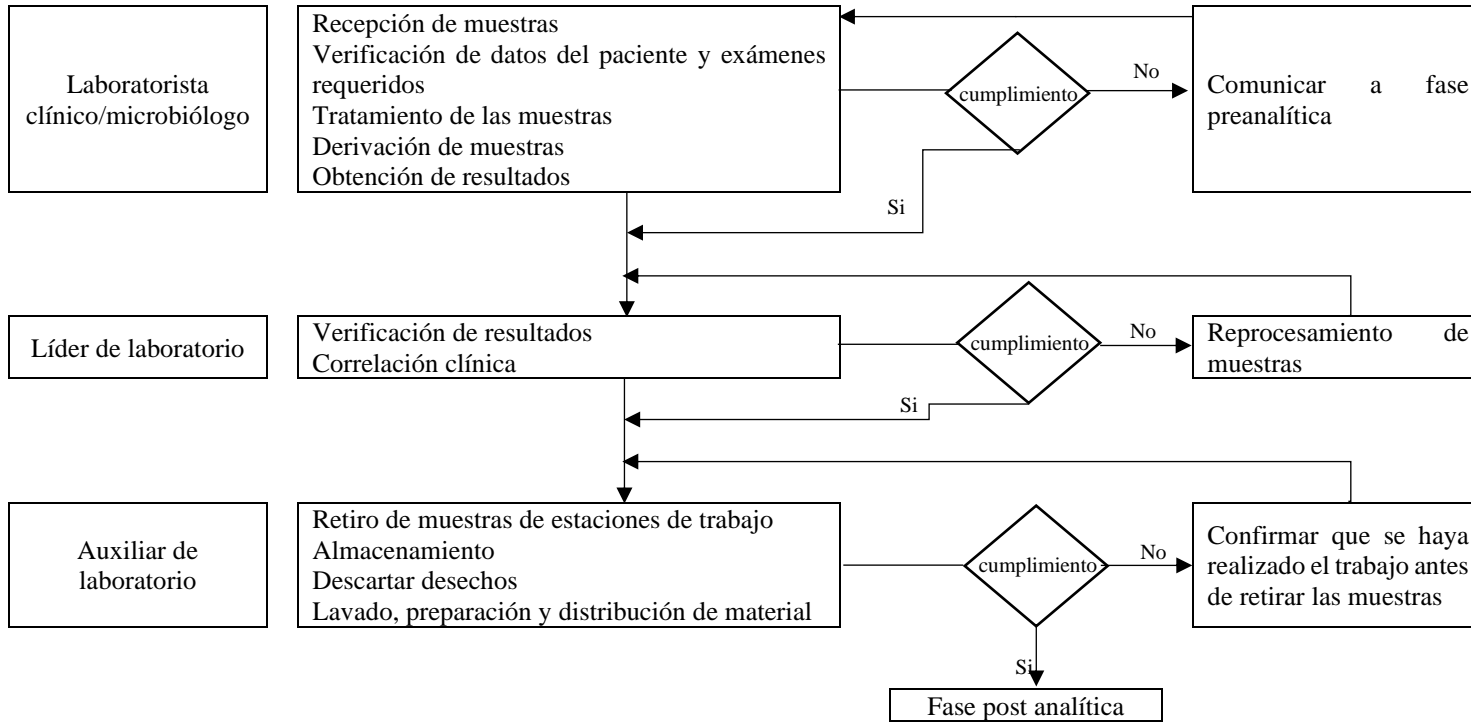 Laboratorista
clínico/microbiólogo
Recepción de muestras
Verificación de datos del paciente y exámenes
requeridos
Tratamiento de las muestras
Derivación de muestras
Obtención de resultados
cumplimiento
No
Comunicar a fase
preanalítica
Si
Líder de laboratorio
Verificación de resultados
Correlación clínica
cumplimiento
No
Reprocesamiento de
muestras
Si
Auxiliar de
laboratorio
Retiro de muestras de estaciones de trabajo
Almacenamiento
Descartar desechos
Lavado, preparación y distribución de material
cumplimiento
No
Confirmar que se haya
realizado el trabajo antes
de retirar las muestras
Si
Fase post analítica